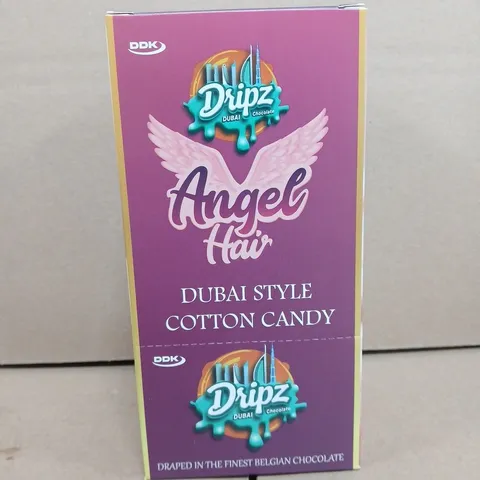 DDK
Dripz
DUBAI Chocolate
Angel
Hair
DUBAI STYLE
COTTON CANDY
DDK
Dripz
DUBAI Chocolate
DRAPED IN THE FINEST BELGIAN CHOCOLATE